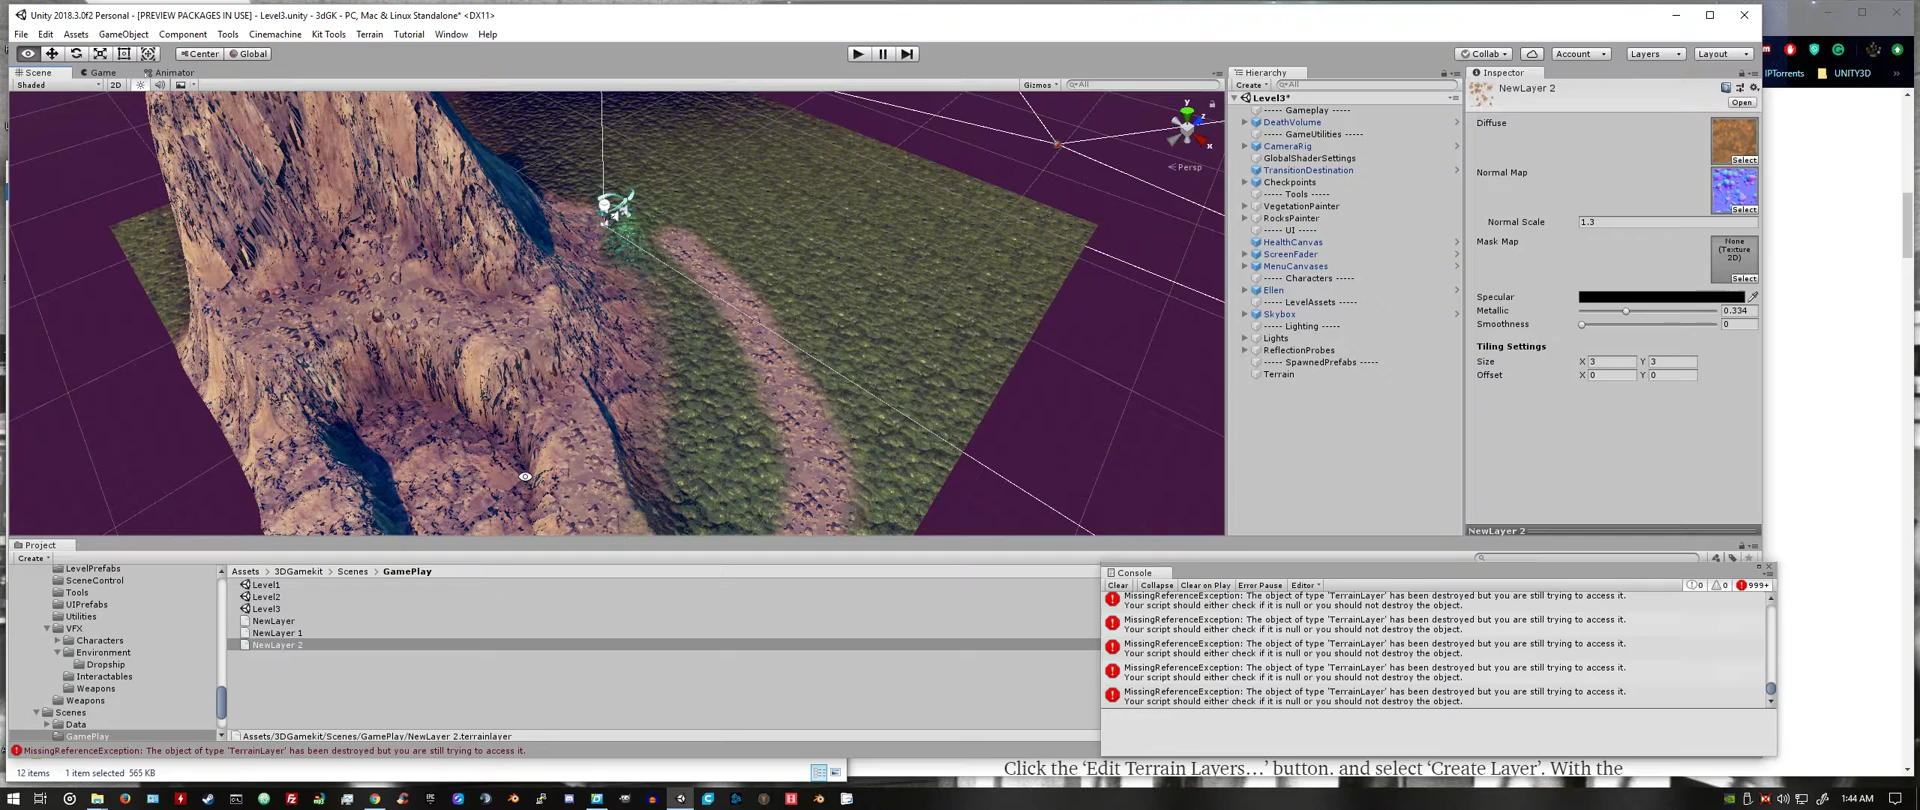 Unity 2018.3.0f2 Personal - [PREVIEW PACKAGES IN USE] - Level3.unity - 3dGK - PC, Mac & Linux Standalone* <DX11>
File Edit Assets GameObject Component Tools Cinemachine Kit Tools Terrain Tutorial Window Help
Center Global Collab Account Layers Layout
IPTorrents UNITY3D »
Scene Game Animator
Shaded 2D Gizmos All
y
z
x
Persp
Hierarchy
Create All
Level3*
----- Gameplay -----
DeathVolume
----- GameUtilities -----
CameraRig
GlobalShaderSettings
TransitionDestination
Checkpoints
----- Tools -----
VegetationPainter
RocksPainter
----- UI -----
HealthCanvas
ScreenFader
MenuCanvases
----- Characters -----
Ellen
----- LevelAssets -----
Skybox
----- Lighting -----
Lights
ReflectionProbes
----- SpawnedPrefabs -----
Terrain
Inspector
NewLayer 2
Open
Diffuse
Select
Normal Map
Select
Normal Scale 1.3
Mask Map
None
(Texture
2D)
Select
Specular
Metallic 0.334
Smoothness 0
Tiling Settings
Size X 3 Y 3
Offset X 0 Y 0
NewLayer 2
Project
Create
LevelPrefabs
SceneControl
Tools
UIPrefabs
Utilities
VFX
Characters
Environment
Dropship
Interactables
Weapons
Weapons
Scenes
Data
GamePlay
Assets 3DGamekit Scenes GamePlay
Level1
Level2
Level3
NewLayer
NewLayer 1
NewLayer 2
Assets/3DGamekit/Scenes/GamePlay/NewLayer 2.terrainlayer
Console
Clear Collapse Clear on Play Error Pause Editor 0 0 999+
MissingReferenceException: The object of type 'TerrainLayer' has been destroyed but you are still trying to access it.
Your script should either check if it is null or you should not destroy the object.
MissingReferenceException: The object of type 'TerrainLayer' has been destroyed but you are still trying to access it.
Your script should either check if it is null or you should not destroy the object.
MissingReferenceException: The object of type 'TerrainLayer' has been destroyed but you are still trying to access it.
Your script should either check if it is null or you should not destroy the object.
MissingReferenceException: The object of type 'TerrainLayer' has been destroyed but you are still trying to access it.
Your script should either check if it is null or you should not destroy the object.
MissingReferenceException: The object of type 'TerrainLayer' has been destroyed but you are still trying to access it.
Your script should either check if it is null or you should not destroy the object.
MissingReferenceException: The object of type 'TerrainLayer' has been destroyed but you are still trying to access it.
12 items 1 item selected 565 KB
Click the ‘Edit Terrain Layers…’ button. and select ‘Create Layer’. With the
1:44 AM